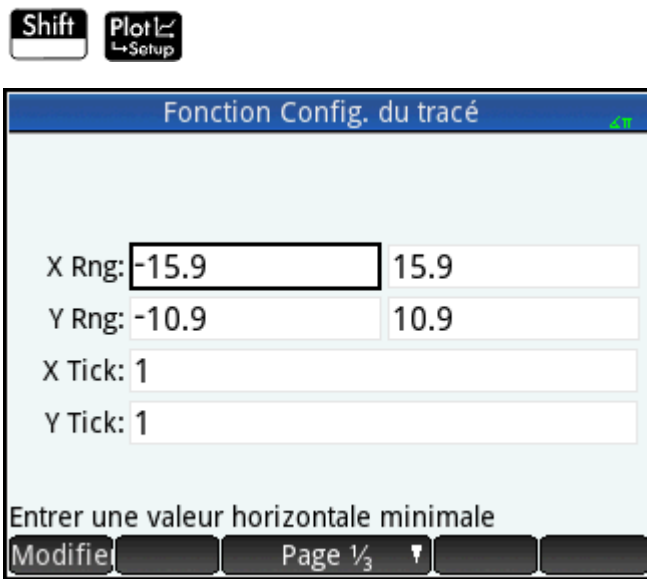 Shift Plot
↳Setup
Fonction Config. du tracé ∡π
X Rng: -15.9 15.9
Y Rng: -10.9 10.9
X Tick: 1
Y Tick: 1
Entrer une valeur horizontale minimale
Modifie Page ⅓